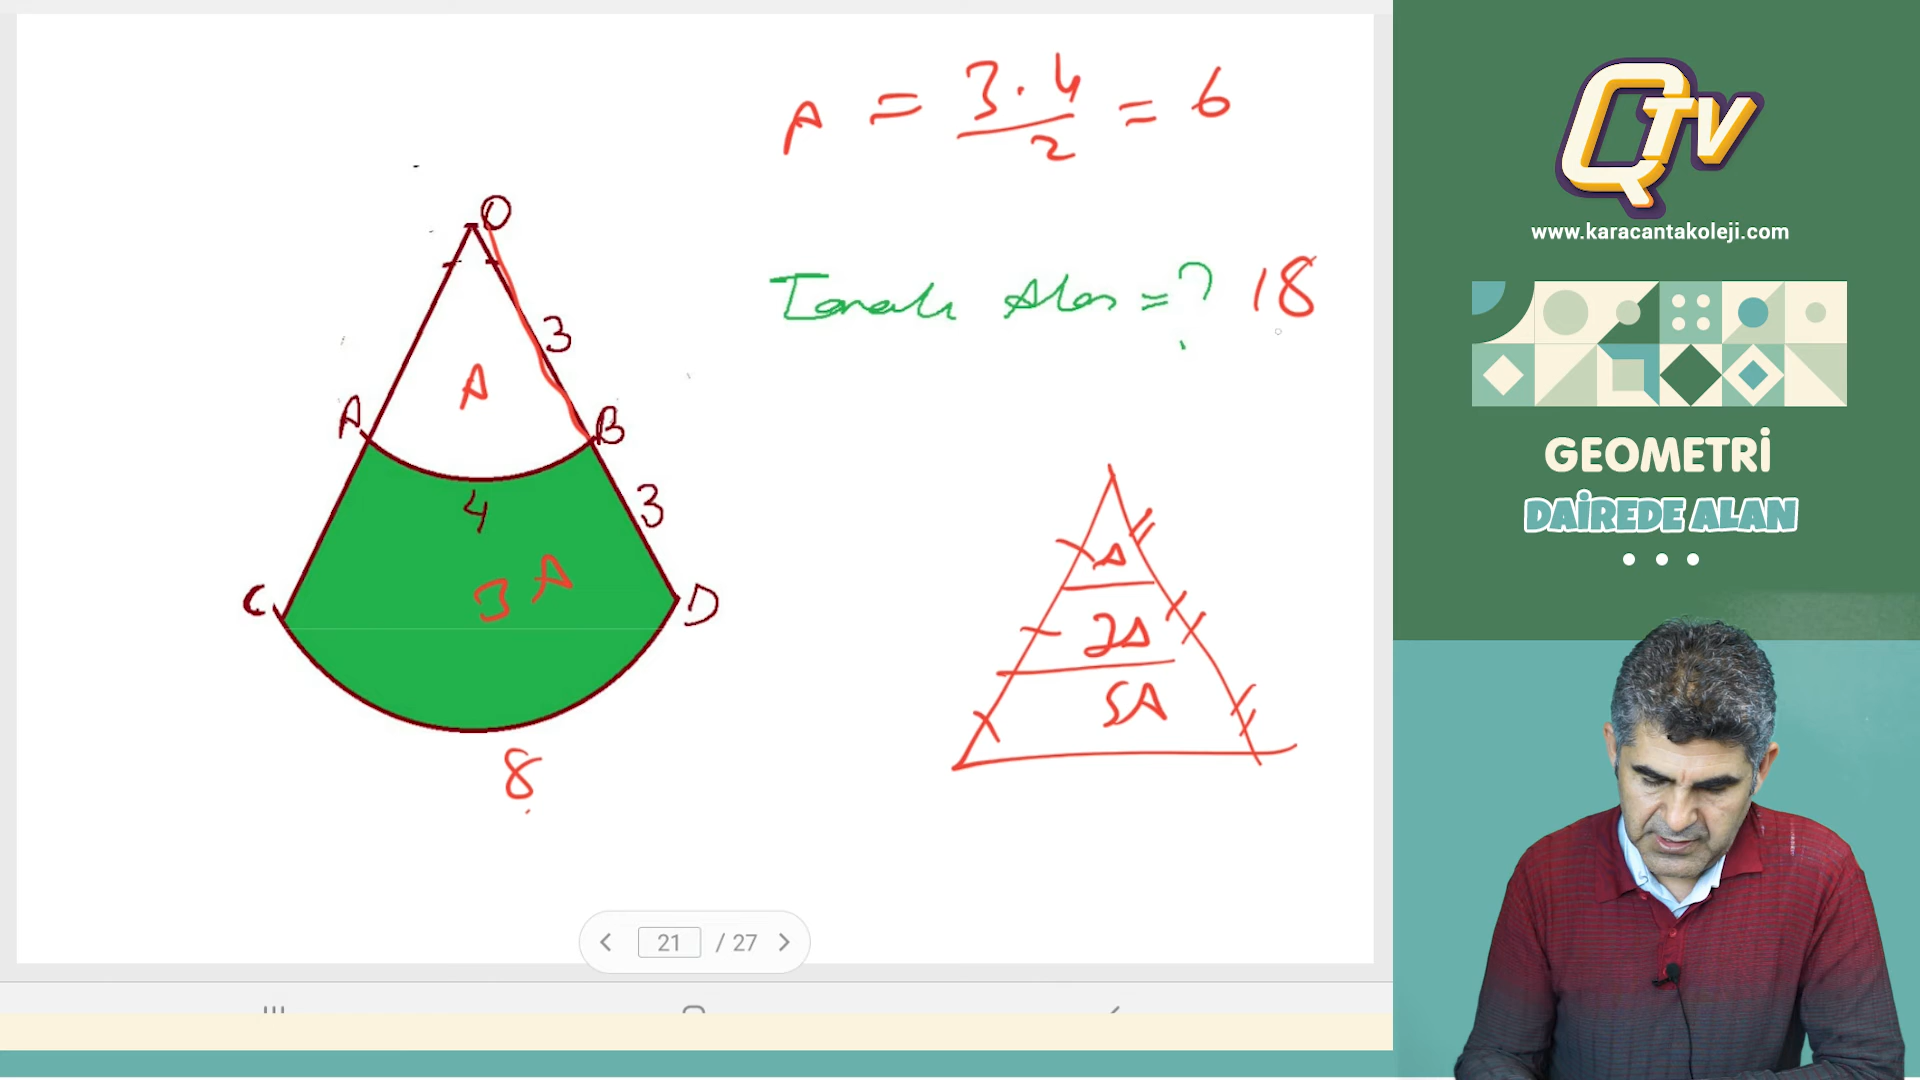 A = 3.4/2 = 6
O
3
Taralı Alan = ? 18
A
A
B
4
3
C
3A
D
8
A
2A
5A
21 / 27
QTV
www.karacantakoleji.com
GEOMETRİ
DAİREDE ALAN